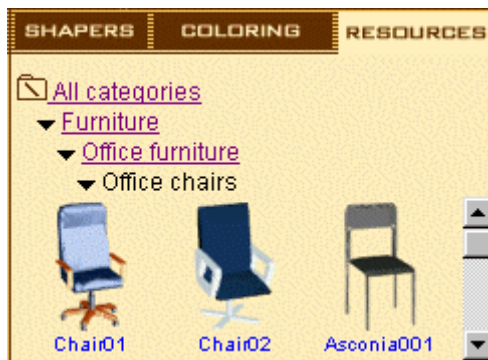 SHAPERS COLORING RESOURCES
All categories
Furniture
Office furniture
Office chairs
Chair01 Chair02 Asconia001